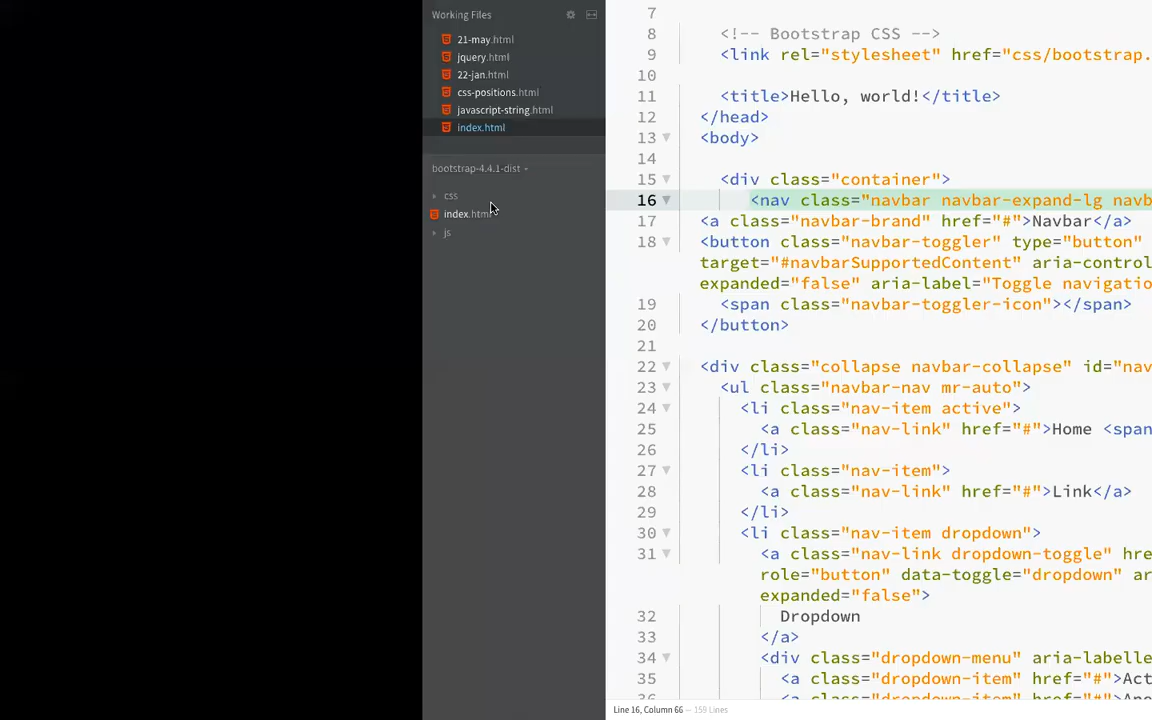 Working Files
21-may.html
jquery.html
22-jan.html
css-positions.html
javascript-string.html
index.html
bootstrap-4.4.1-dist
css
index.html
js
7
8 <!-- Bootstrap CSS -->
9 <link rel="stylesheet" href="css/bootstrap.
10
11 <title>Hello, world!</title>
12 </head>
13 <body>
14
15 <div class="container">
16 <nav class="navbar navbar-expand-lg navb
17 <a class="navbar-brand" href="#">Navbar</a>
18 <button class="navbar-toggler" type="button"
target="#navbarSupportedContent" aria-control
expanded="false" aria-label="Toggle navigatio
19 <span class="navbar-toggler-icon"></span>
20 </button>
21
22 <div class="collapse navbar-collapse" id="nav
23 <ul class="navbar-nav mr-auto">
24 <li class="nav-item active">
25 <a class="nav-link" href="#">Home <span
26 </li>
27 <li class="nav-item">
28 <a class="nav-link" href="#">Link</a>
29 </li>
30 <li class="nav-item dropdown">
31 <a class="nav-link dropdown-toggle" hre
role="button" data-toggle="dropdown" ar
expanded="false">
32 Dropdown
33 </a>
34 <div class="dropdown-menu" aria-labelle
35 <a class="dropdown-item" href="#">Act
36 <a class="dropdown-item" href="#">Ano
Line 16, Column 66 — 159 Lines